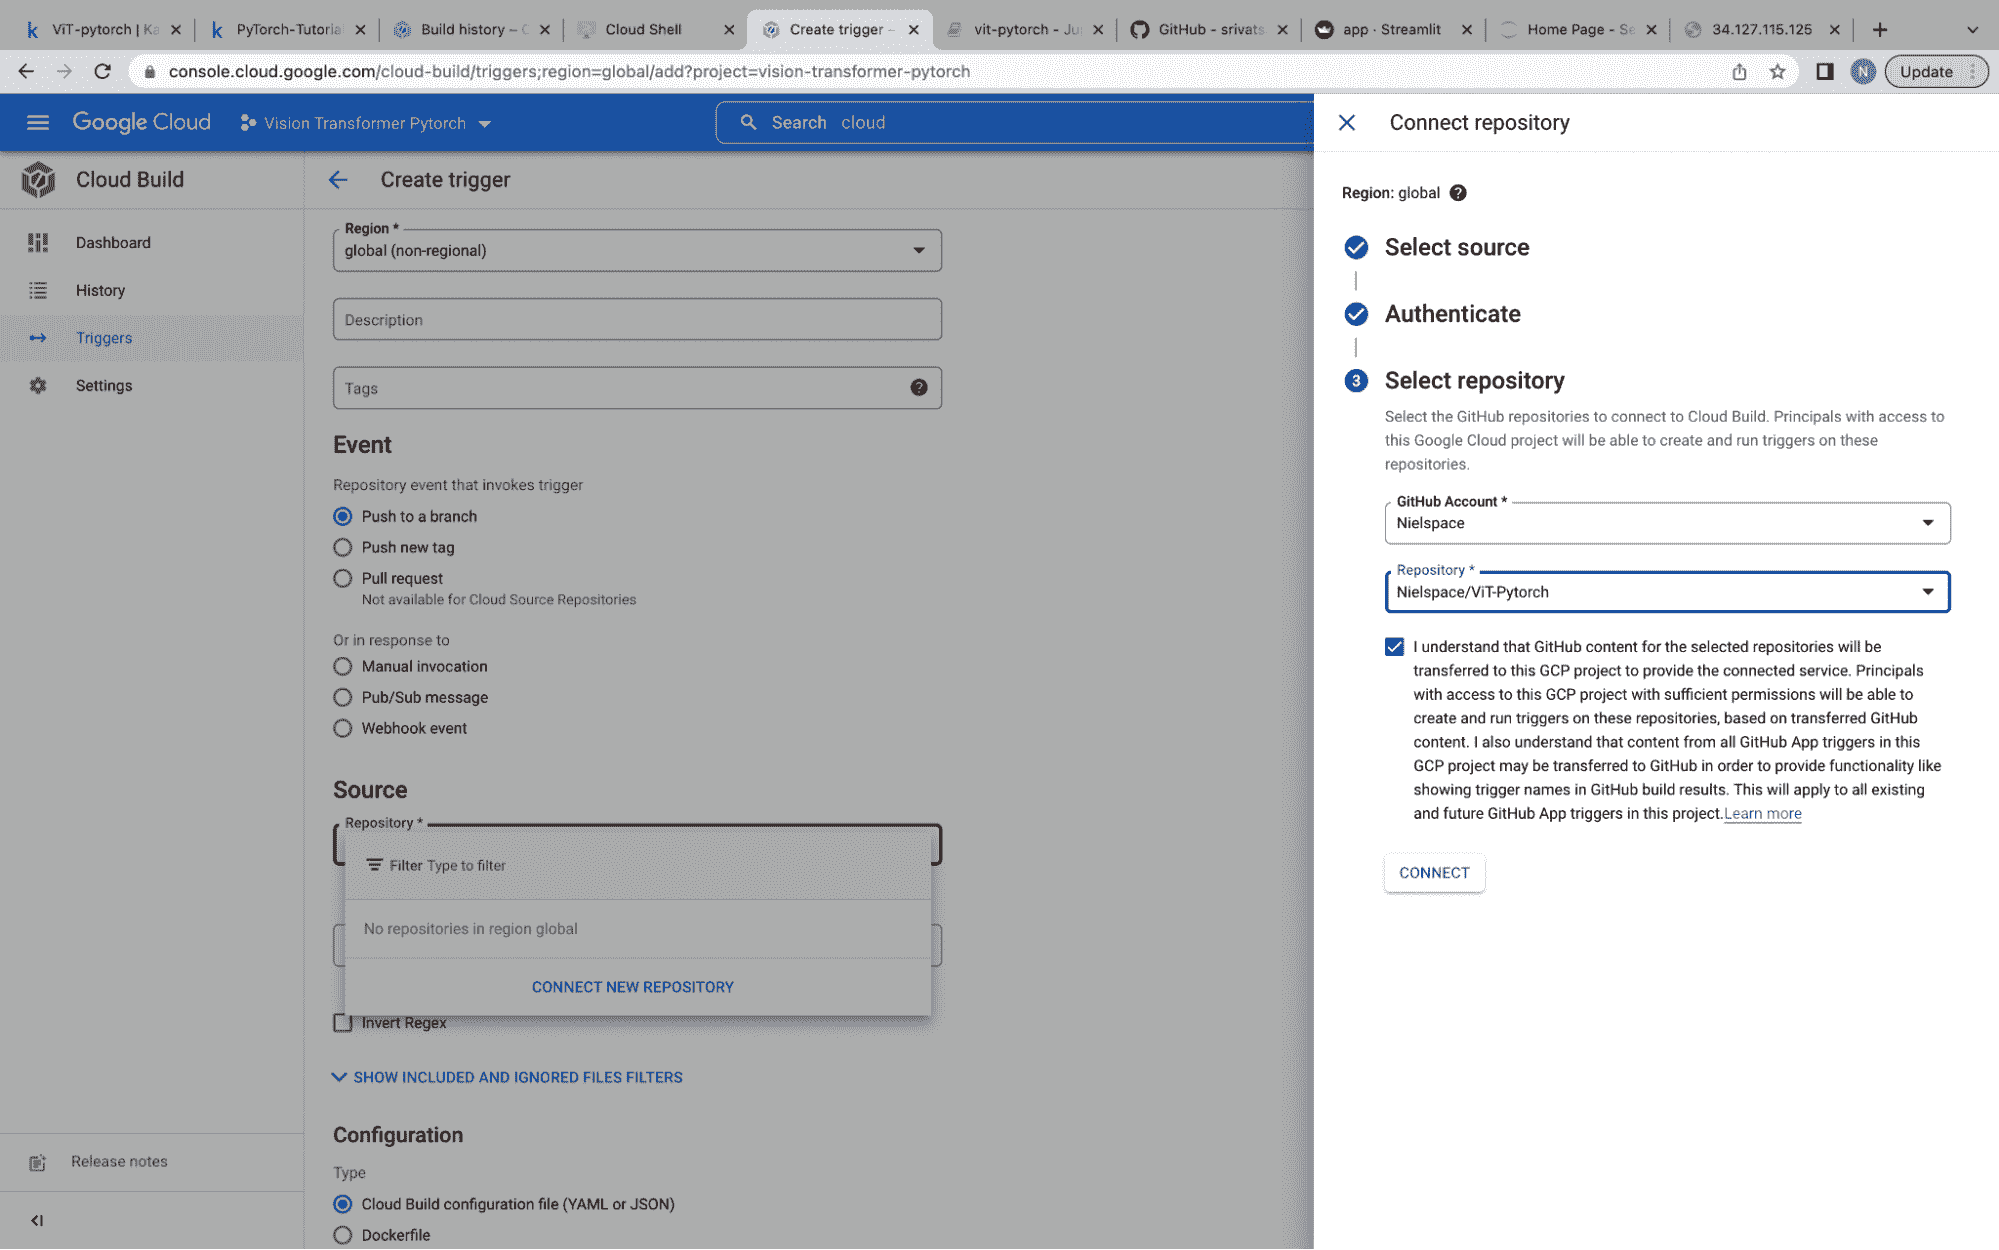 ViT-pytorch | Ka
PyTorch-Tutorial
Build history – C
Cloud Shell
Create trigger –
vit-pytorch - Ju
GitHub - srivats
app · Streamlit
Home Page - Se
34.127.115.125
console.cloud.google.com/cloud-build/triggers;region=global/add?project=vision-transformer-pytorch
N
Update
Google Cloud
Vision Transformer Pytorch
Search cloud
Connect repository
Cloud Build
Create trigger
Dashboard
History
Triggers
Settings
Release notes
Region *
global (non-regional)
Description
Tags
Event
Repository event that invokes trigger
Push to a branch
Push new tag
Pull request
Not available for Cloud Source Repositories
Or in response to
Manual invocation
Pub/Sub message
Webhook event
Source
Repository *
Filter Type to filter
No repositories in region global
CONNECT NEW REPOSITORY
Invert Regex
SHOW INCLUDED AND IGNORED FILES FILTERS
Configuration
Type
Cloud Build configuration file (YAML or JSON)
Dockerfile
Region: global
Select source
Authenticate
3 Select repository
Select the GitHub repositories to connect to Cloud Build. Principals with access to
this Google Cloud project will be able to create and run triggers on these
repositories.
GitHub Account *
Nielspace
Repository *
Nielspace/ViT-Pytorch
I understand that GitHub content for the selected repositories will be
transferred to this GCP project to provide the connected service. Principals
with access to this GCP project with sufficient permissions will be able to
create and run triggers on these repositories, based on transferred GitHub
content. I also understand that content from all GitHub App triggers in this
GCP project may be transferred to GitHub in order to provide functionality like
showing trigger names in GitHub build results. This will apply to all existing
and future GitHub App triggers in this project.Learn more
CONNECT